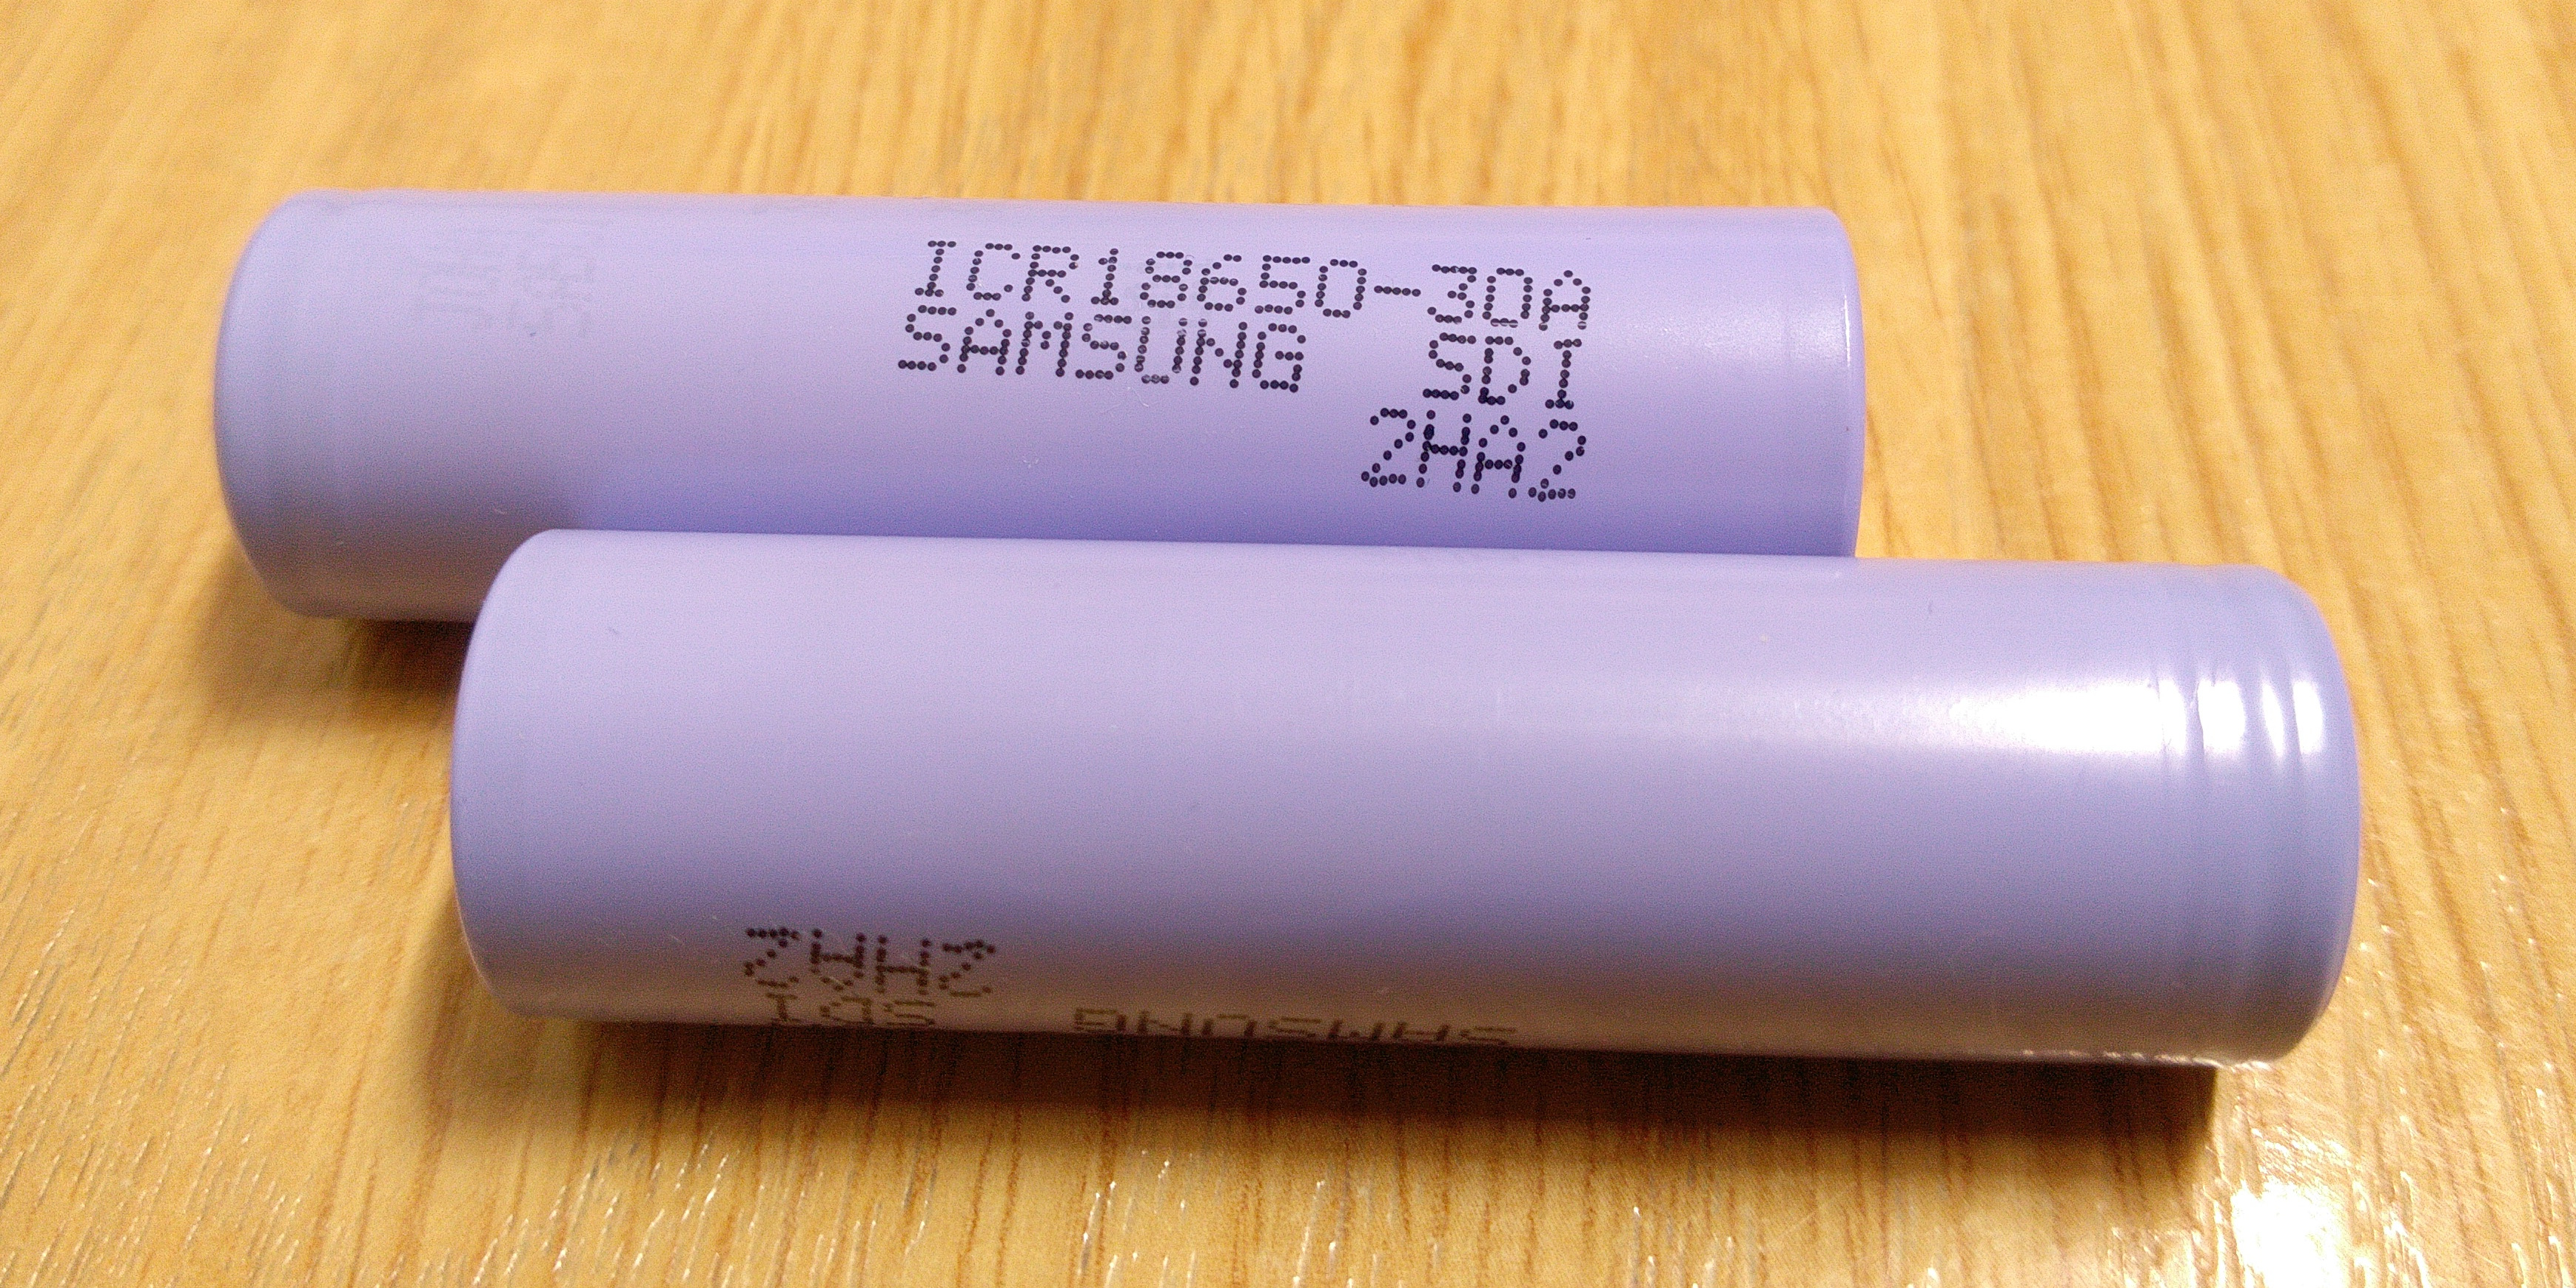 ICR18650-30A
SAMSUNG SDI
2HA2
2HA2
SAMSUNG SDI